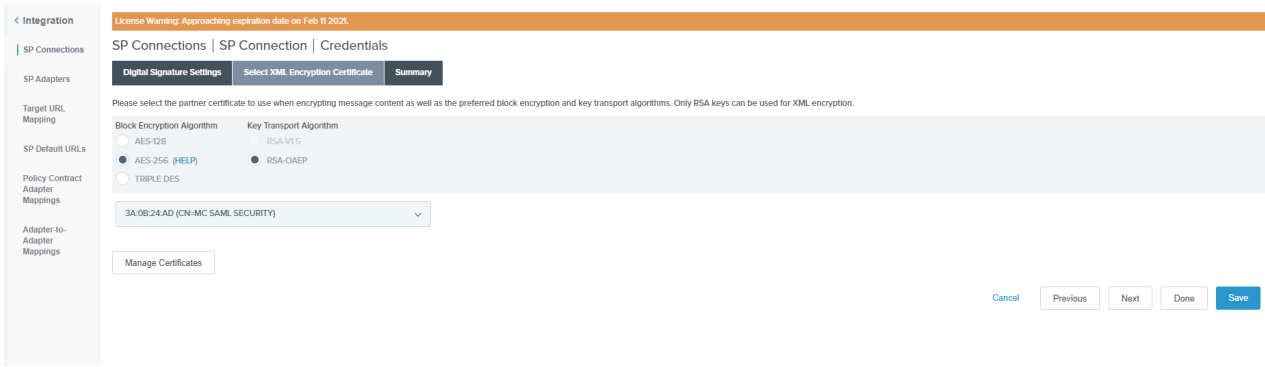 Integration
SP Connections
SP Adapters
Target URL
Mapping
SP Default URLs
Policy Contract
Adapter
Mappings
Adapter-to-
Adapter
Mappings
License Warning: Approaching expiration date on Feb 11 2021.
SP Connections | SP Connection | Credentials
Digital Signature Settings Select XML Encryption Certificate Summary
Please select the partner certificate to use when encrypting message content as well as the preferred block encryption and key transport algorithms. Only RSA keys can be used for XML encryption.
Block Encryption Algorithm Key Transport Algorithm
AES-128 RSA-V1.5
AES-256 (HELP) RSA-OAEP
TRIPLE DES
3A:0B:24:AD (CN=MC SAML SECURITY)
Manage Certificates
Cancel Previous Next Done Save